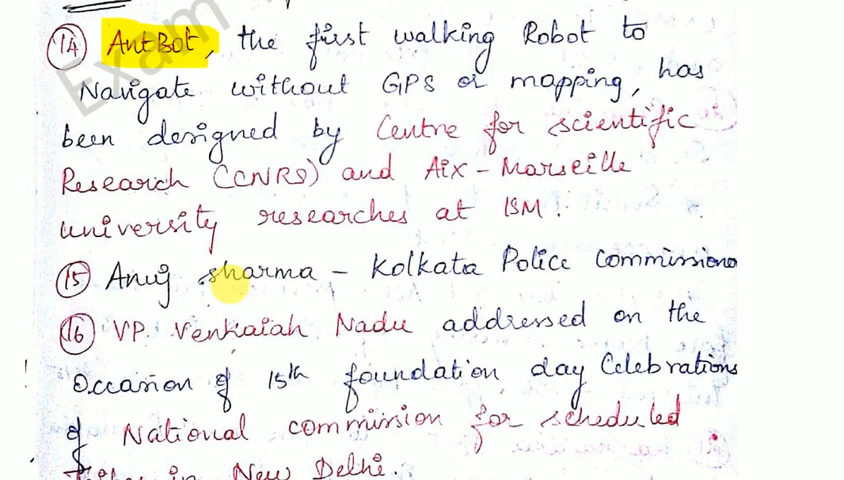 Exam
14 AntBot, the first walking Robot to
Navigate without GPS or mapping, has
been designed by Centre for scientific
Research (CNRS) and Aix-Marseille
university researches at ISM.
15 Anuj sharma - Kolkata Police Commissiono
16 VP. Venkaiah Nadu addressed on the
Occasion of 15th foundation day Celebrations
of National commission for scheduled
in New Delhi.